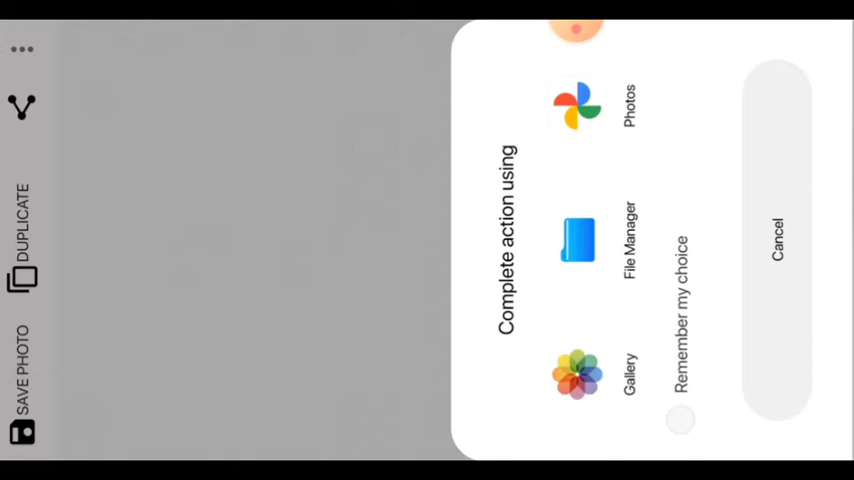 SAVE PHOTO
DUPLICATE
Complete action using
Gallery
File Manager
Photos
Remember my choice
Cancel